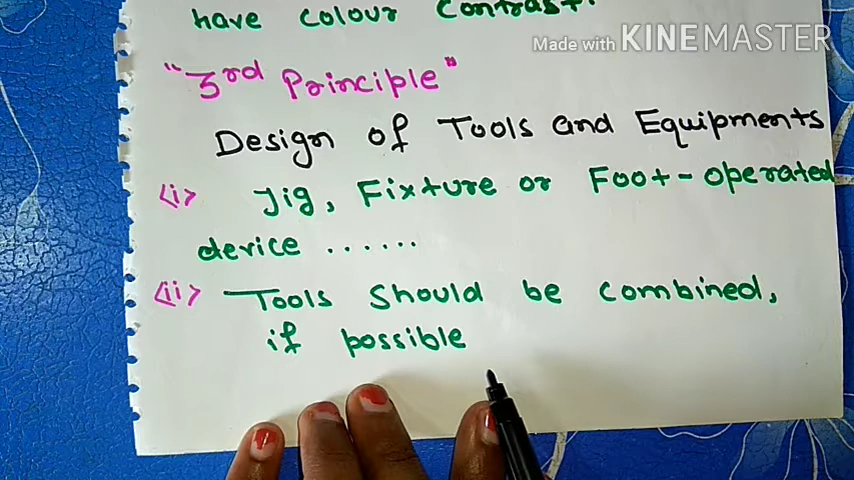 have colour contrast.
Made with KINEMASTER
"3rd Principle"
Design of Tools and Equipments
<i> Jig, Fixture or Foot-operated
device ......
<ii> Tools should be combined,
if possible